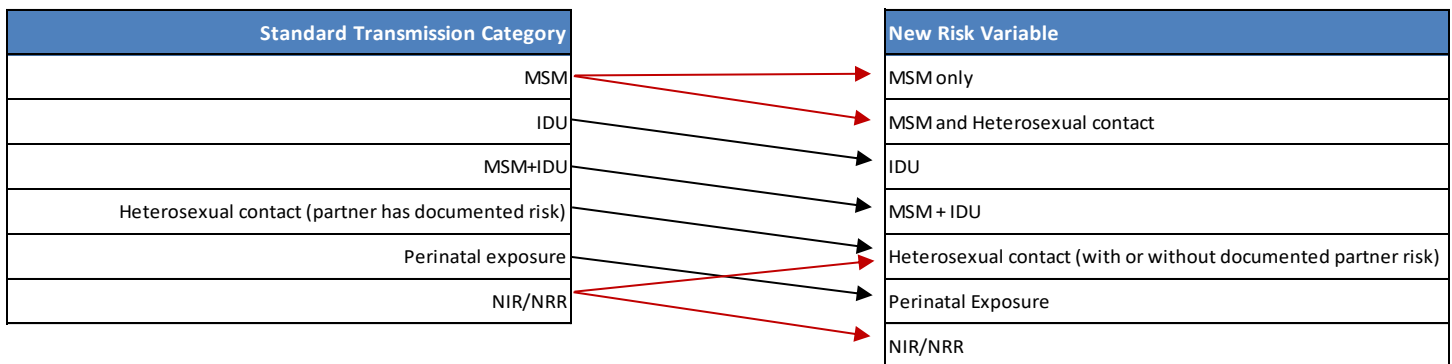 Standard Transmission Category
MSM
IDU
MSM+IDU
Heterosexual contact (partner has documented risk)
Perinatal exposure
NIR/NRR
New Risk Variable
MSM only
MSM and Heterosexual contact
IDU
MSM + IDU
Heterosexual contact (with or without documented partner risk)
Perinatal Exposure
NIR/NRR